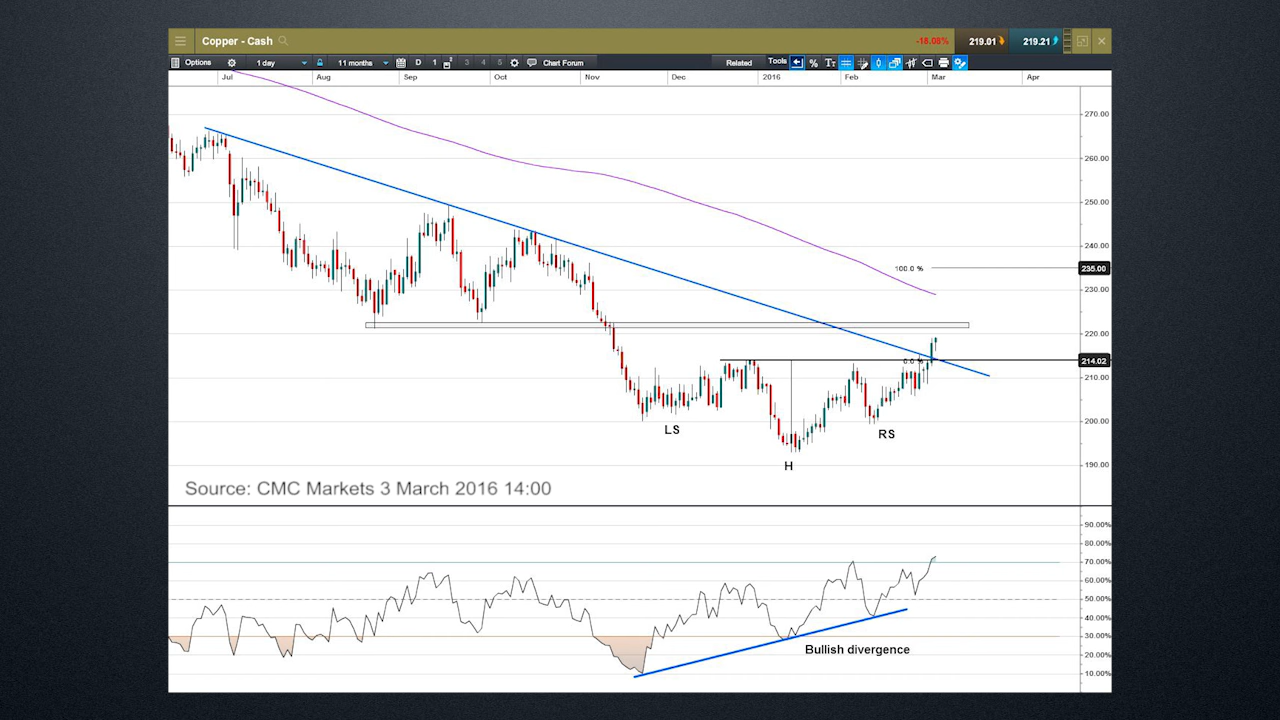 Copper - Cash
-18.08% 219.01 219.21
Options 1 day 11 months D 1 3 4 5 Chart Forum Related Tools %
Jul Aug Sep Oct Nov Dec 2016 Feb Mar Apr
270.00
260.00
250.00
240.00
100.0 % 235.00
230.00
220.00
0.0 % 214.02
210.00
200.00
LS RS
H
190.00
Source: CMC Markets 3 March 2016 14:00
90.00%
80.00%
70.00%
60.00%
50.00%
40.00%
30.00%
Bullish divergence
20.00%
10.00%